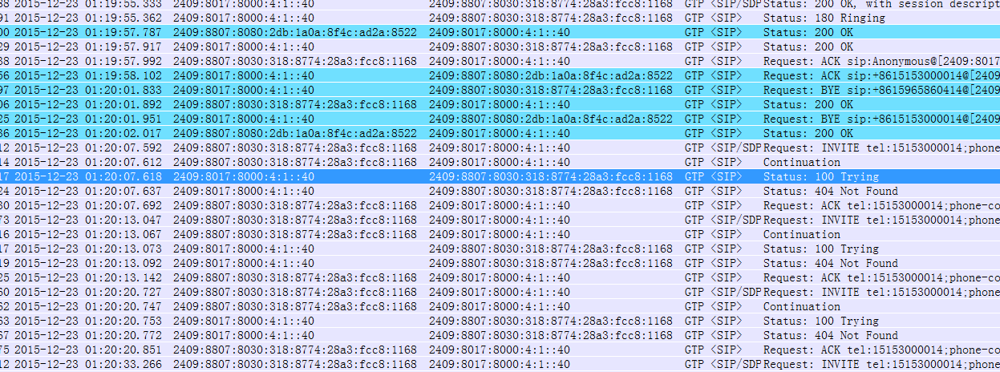 38 2015-12-23 01:19:55.333 2409:8017:8000:4:1::40 2409:8807:8030:318:8774:28a3:fcc8:1168 GTP <SIP/SDP Status: 200 OK, with session descript
91 2015-12-23 01:19:55.362 2409:8017:8000:4:1::40 2409:8807:8030:318:8774:28a3:fcc8:1168 GTP <SIP> Status: 180 Ringing
00 2015-12-23 01:19:57.787 2409:8807:8080:2db:1a0a:8f4c:ad2a:8522 2409:8017:8000:4:1::40 GTP <SIP> Status: 200 OK
29 2015-12-23 01:19:57.917 2409:8017:8000:4:1::40 2409:8807:8030:318:8774:28a3:fcc8:1168 GTP <SIP> Status: 200 OK
38 2015-12-23 01:19:57.992 2409:8807:8030:318:8774:28a3:fcc8:1168 2409:8017:8000:4:1::40 GTP <SIP> Request: ACK sip:Anonymous@[2409:8017
56 2015-12-23 01:19:58.102 2409:8017:8000:4:1::40 2409:8807:8080:2db:1a0a:8f4c:ad2a:8522 GTP <SIP> Request: ACK sip:+8615153000014@[2409
97 2015-12-23 01:20:01.833 2409:8017:8000:4:1::40 2409:8807:8030:318:8774:28a3:fcc8:1168 GTP <SIP> Request: BYE sip:+8615965860414@[2409
06 2015-12-23 01:20:01.892 2409:8807:8030:318:8774:28a3:fcc8:1168 2409:8017:8000:4:1::40 GTP <SIP> Status: 200 OK
25 2015-12-23 01:20:01.951 2409:8017:8000:4:1::40 2409:8807:8080:2db:1a0a:8f4c:ad2a:8522 GTP <SIP> Request: BYE sip:+8615153000014@[2409
36 2015-12-23 01:20:02.017 2409:8807:8080:2db:1a0a:8f4c:ad2a:8522 2409:8017:8000:4:1::40 GTP <SIP> Status: 200 OK
12 2015-12-23 01:20:07.592 2409:8807:8030:318:8774:28a3:fcc8:1168 2409:8017:8000:4:1::40 GTP <SIP/SDP Request: INVITE tel:15153000014;phone
14 2015-12-23 01:20:07.612 2409:8807:8030:318:8774:28a3:fcc8:1168 2409:8017:8000:4:1::40 GTP <SIP> Continuation
17 2015-12-23 01:20:07.618 2409:8017:8000:4:1::40 2409:8807:8030:318:8774:28a3:fcc8:1168 GTP <SIP> Status: 100 Trying
24 2015-12-23 01:20:07.637 2409:8017:8000:4:1::40 2409:8807:8030:318:8774:28a3:fcc8:1168 GTP <SIP> Status: 404 Not Found
30 2015-12-23 01:20:07.692 2409:8807:8030:318:8774:28a3:fcc8:1168 2409:8017:8000:4:1::40 GTP <SIP> Request: ACK tel:15153000014;phone-co
73 2015-12-23 01:20:13.047 2409:8807:8030:318:8774:28a3:fcc8:1168 2409:8017:8000:4:1::40 GTP <SIP/SDP Request: INVITE tel:15153000014;phone
16 2015-12-23 01:20:13.067 2409:8807:8030:318:8774:28a3:fcc8:1168 2409:8017:8000:4:1::40 GTP <SIP> Continuation
17 2015-12-23 01:20:13.073 2409:8017:8000:4:1::40 2409:8807:8030:318:8774:28a3:fcc8:1168 GTP <SIP> Status: 100 Trying
19 2015-12-23 01:20:13.092 2409:8017:8000:4:1::40 2409:8807:8030:318:8774:28a3:fcc8:1168 GTP <SIP> Status: 404 Not Found
25 2015-12-23 01:20:13.142 2409:8807:8030:318:8774:28a3:fcc8:1168 2409:8017:8000:4:1::40 GTP <SIP> Request: ACK tel:15153000014;phone-co
60 2015-12-23 01:20:20.727 2409:8807:8030:318:8774:28a3:fcc8:1168 2409:8017:8000:4:1::40 GTP <SIP/SDP Request: INVITE tel:15153000014;phone
62 2015-12-23 01:20:20.747 2409:8807:8030:318:8774:28a3:fcc8:1168 2409:8017:8000:4:1::40 GTP <SIP> Continuation
63 2015-12-23 01:20:20.753 2409:8017:8000:4:1::40 2409:8807:8030:318:8774:28a3:fcc8:1168 GTP <SIP> Status: 100 Trying
67 2015-12-23 01:20:20.772 2409:8017:8000:4:1::40 2409:8807:8030:318:8774:28a3:fcc8:1168 GTP <SIP> Status: 404 Not Found
75 2015-12-23 01:20:20.851 2409:8807:8030:318:8774:28a3:fcc8:1168 2409:8017:8000:4:1::40 GTP <SIP> Request: ACK tel:15153000014;phone-co
12 2015-12-23 01:20:33.266 2409:8807:8030:318:8774:28a3:fcc8:1168 2409:8017:8000:4:1::40 GTP <SIP/SDP Request: INVITE tel:15153000014;phone